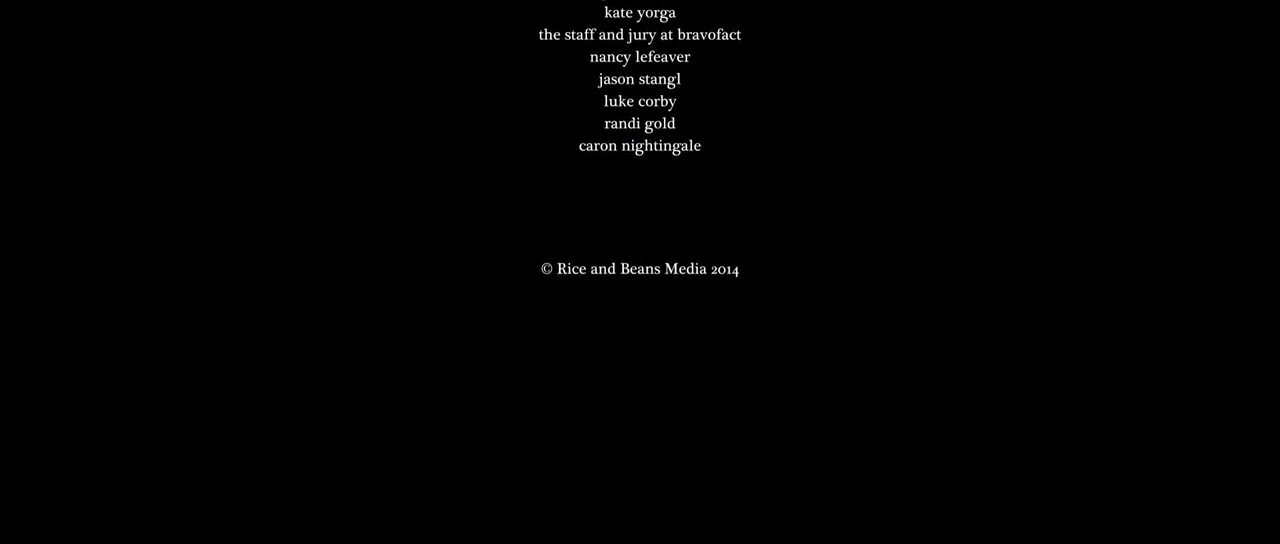 kate yorga
the staff and jury at bravofact
nancy lefeaver
jason stangl
luke corby
randi gold
caron nightingale
© Rice and Beans Media 2014